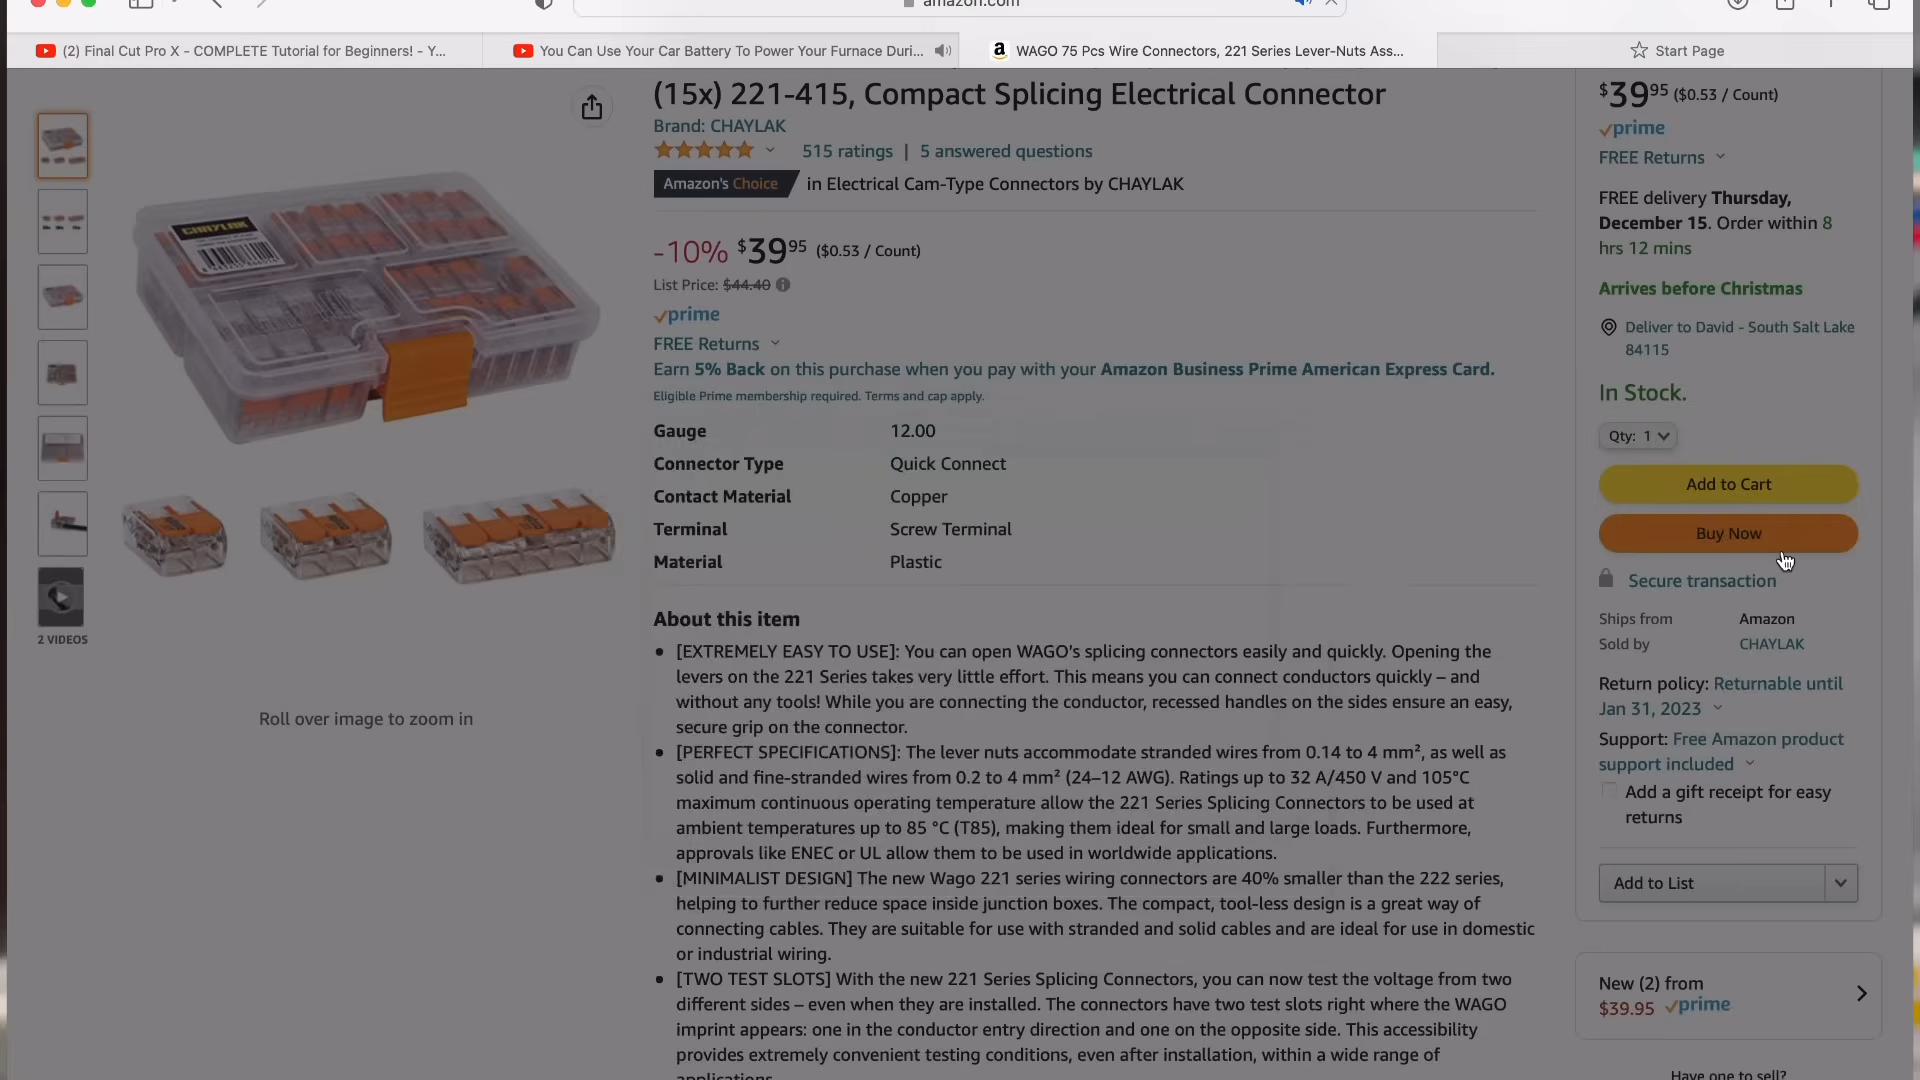 amazon.com
(2) Final Cut Pro X - COMPLETE Tutorial for Beginners! - Y...
You Can Use Your Car Battery To Power Your Furnace Duri...
WAGO 75 Pcs Wire Connectors, 221 Series Lever-Nuts Ass...
Start Page
(15x) 221-415, Compact Splicing Electrical Connector
Brand: CHAYLAK
515 ratings | 5 answered questions
Amazon's Choice in Electrical Cam-Type Connectors by CHAYLAK
-10% $39 95 ($0.53 / Count)
List Price: $44.40
prime
FREE Returns
Earn 5% Back on this purchase when you pay with your Amazon Business Prime American Express Card.
Eligible Prime membership required. Terms and cap apply.
Gauge 12.00
Connector Type Quick Connect
Contact Material Copper
Terminal Screw Terminal
Material Plastic
About this item
• [EXTREMELY EASY TO USE]: You can open WAGO's splicing connectors easily and quickly. Opening the
levers on the 221 Series takes very little effort. This means you can connect conductors quickly – and
without any tools! While you are connecting the conductor, recessed handles on the sides ensure an easy,
secure grip on the connector.
• [PERFECT SPECIFICATIONS]: The lever nuts accommodate stranded wires from 0.14 to 4 mm², as well as
solid and fine-stranded wires from 0.2 to 4 mm² (24–12 AWG). Ratings up to 32 A/450 V and 105°C
maximum continuous operating temperature allow the 221 Series Splicing Connectors to be used at
ambient temperatures up to 85 °C (T85), making them ideal for small and large loads. Furthermore,
approvals like ENEC or UL allow them to be used in worldwide applications.
• [MINIMALIST DESIGN] The new Wago 221 series wiring connectors are 40% smaller than the 222 series,
helping to further reduce space inside junction boxes. The compact, tool-less design is a great way of
connecting cables. They are suitable for use with stranded and solid cables and are ideal for use in domestic
or industrial wiring.
• [TWO TEST SLOTS] With the new 221 Series Splicing Connectors, you can now test the voltage from two
different sides – even when they are installed. The connectors have two test slots right where the WAGO
imprint appears: one in the conductor entry direction and one on the opposite side. This accessibility
provides extremely convenient testing conditions, even after installation, within a wide range of
applications.
CHAYLAK
2 VIDEOS
Roll over image to zoom in
$39 95 ($0.53 / Count)
prime
FREE Returns
FREE delivery Thursday,
December 15. Order within 8
hrs 12 mins
Arrives before Christmas
Deliver to David - South Salt Lake
84115
In Stock.
Qty: 1
Add to Cart
Buy Now
Secure transaction
Ships from Amazon
Sold by CHAYLAK
Return policy: Returnable until
Jan 31, 2023
Support: Free Amazon product
support included
Add a gift receipt for easy
returns
Add to List
New (2) from
$39.95 prime
Have one to sell?